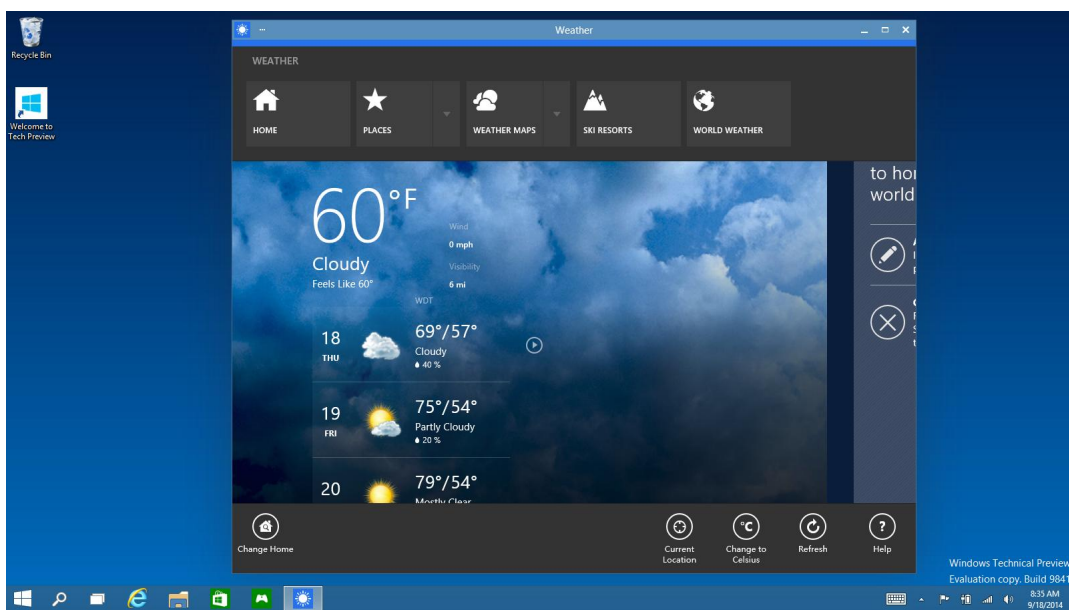 Recycle Bin
Welcome to
Tech Preview
Weather
WEATHER
HOME
PLACES
WEATHER MAPS
SKI RESORTS
WORLD WEATHER
60°F
Cloudy
Feels Like 60°
Wind
0 mph
Visibility
6 mi
WDT
18
THU
69°/57°
Cloudy
40 %
19
FRI
75°/54°
Partly Cloudy
20 %
20
79°/54°
Mostly Clear
to hor
world
Change Home
Current
Location
°C
Change to
Celsius
Refresh
?
Help
Windows Technical Preview
Evaluation copy. Build 9841
8:35 AM
9/18/2014